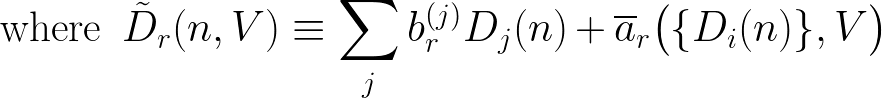 where $\tilde{D}_r(n, V) \equiv \sum_j b_r^{(j)} D_j(n) + \overline{a}_r\big(\{D_i(n)\}, V\big)$